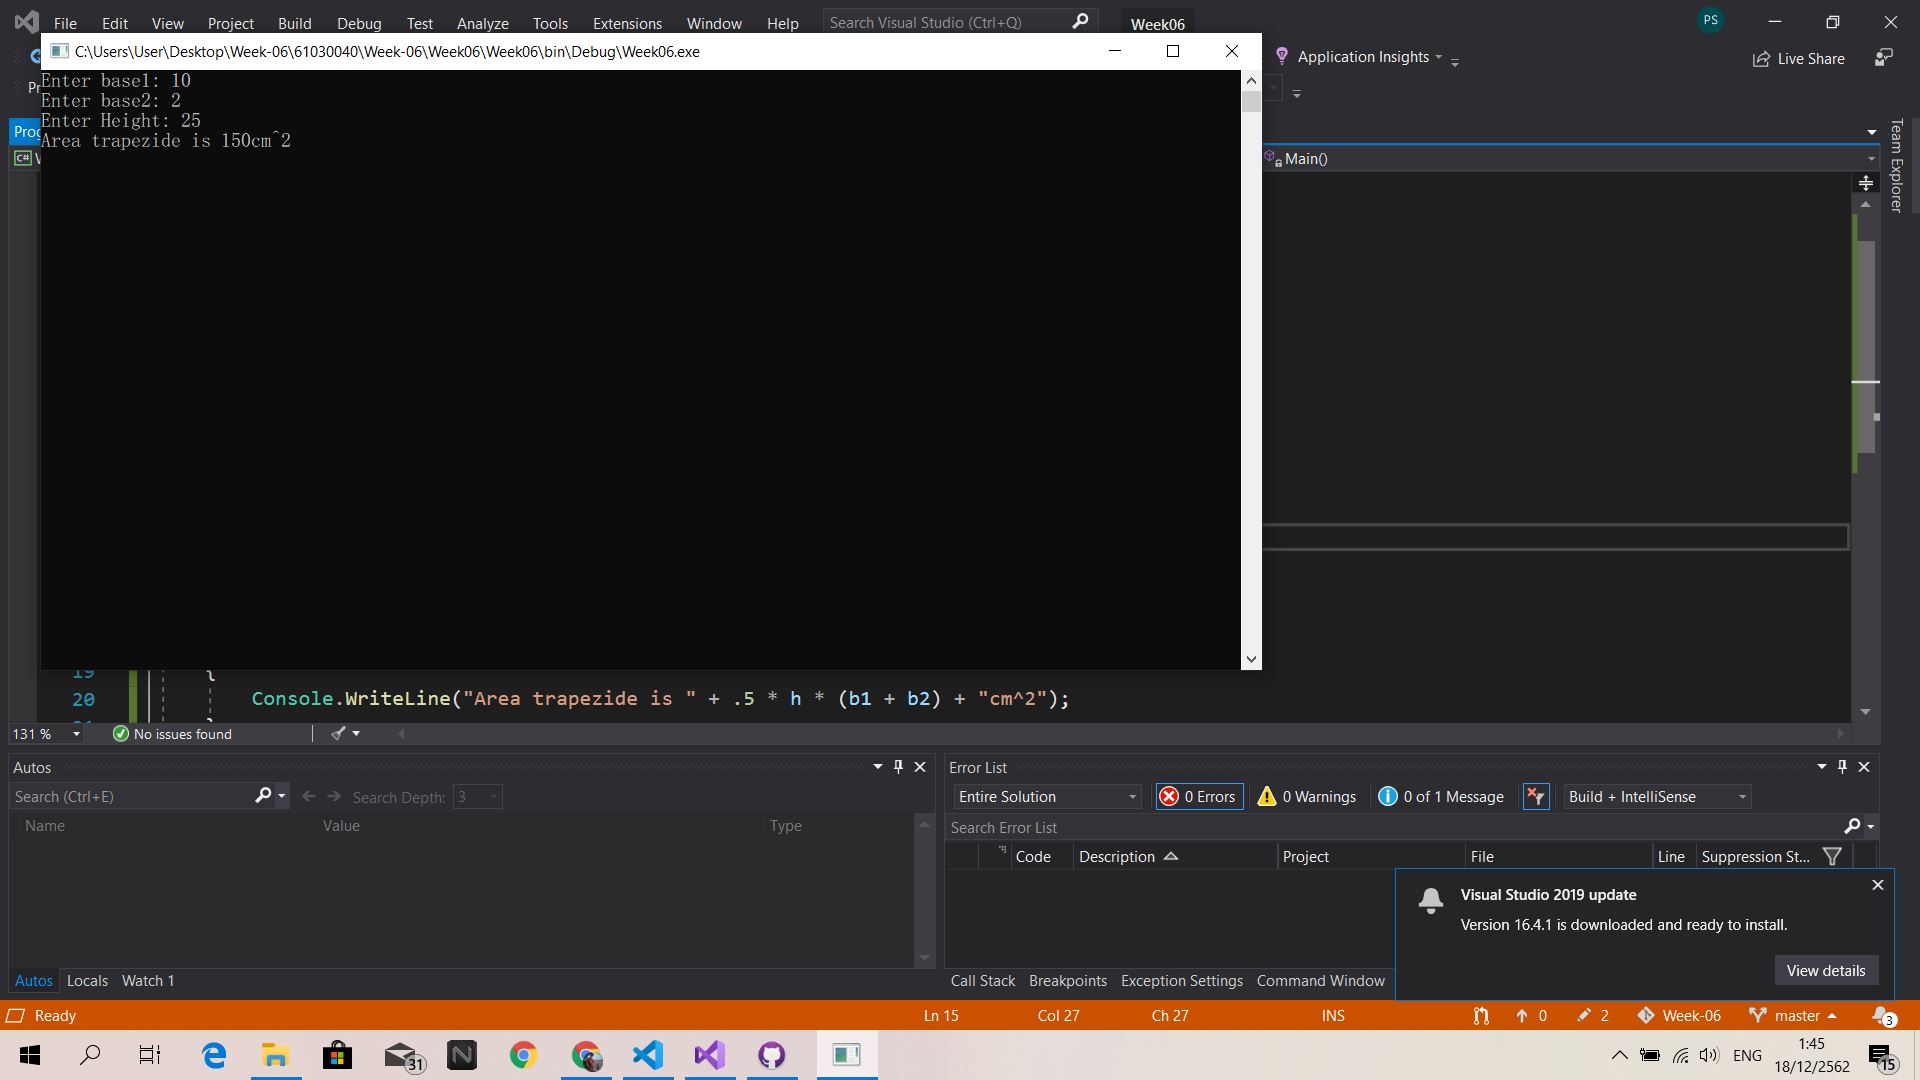 File Edit View Project Build Debug Test Analyze Tools Extensions Window Help Search Visual Studio (Ctrl+Q) Week06 PS
C:\Users\User\Desktop\Week-06\61030040\Week-06\Week06\Week06\bin\Debug\Week06.exe
Application Insights Live Share
Enter base1: 10
Enter base2: 2
Enter Height: 25
Area trapezide is 150cm^2
Pr
Prog
C# W
Main()
Team Explorer
19 {
20 Console.WriteLine("Area trapezide is " + .5 * h * (b1 + b2) + "cm^2");
131 % No issues found
Autos
Search (Ctrl+E) Search Depth: 3
Name Value Type
Autos Locals Watch 1
Error List
Entire Solution 0 Errors 0 Warnings 0 of 1 Message Build + IntelliSense
Search Error List
Code Description Project File Line Suppression St...
Call Stack Breakpoints Exception Settings Command Window
Visual Studio 2019 update
Version 16.4.1 is downloaded and ready to install.
View details
Ready Ln 15 Col 27 Ch 27 INS 0 2 Week-06 master 3
31 ENG 1:45
18/12/2562 15